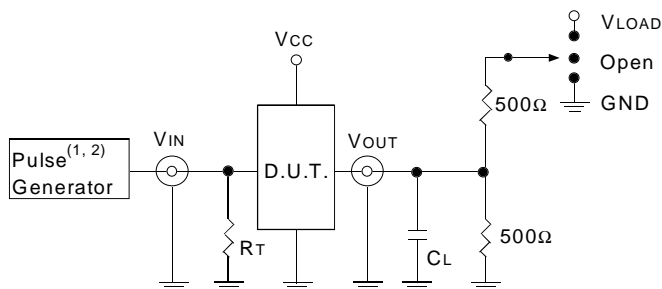 VLOAD
VCC
Open
500Ω
GND
VIN
VOUT
Pulse(1, 2)
Generator
D.U.T.
RT
CL
500Ω